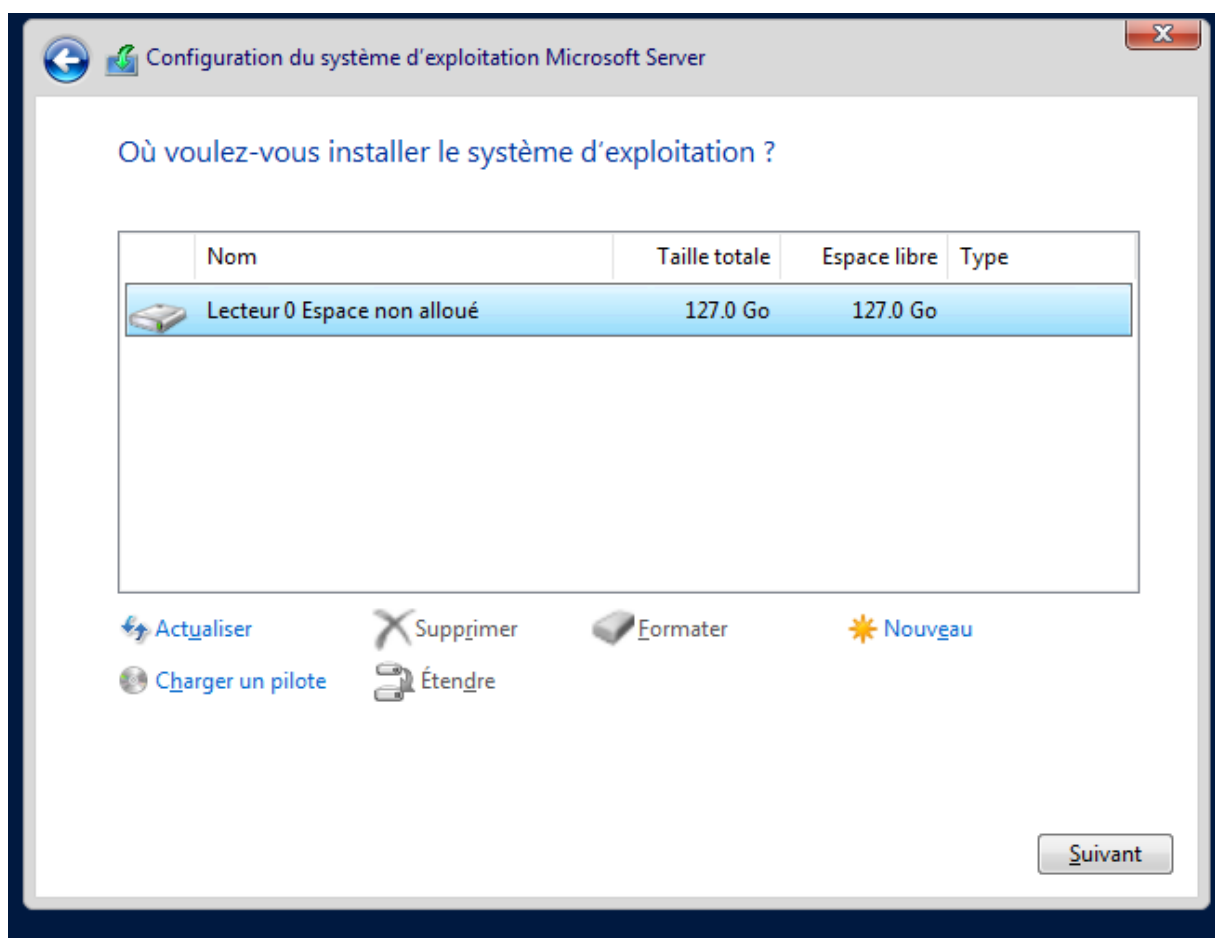 Configuration du système d'exploitation Microsoft Server
Où voulez-vous installer le système d'exploitation ?
Nom Taille totale Espace libre Type
Lecteur 0 Espace non alloué 127.0 Go 127.0 Go
Actualiser Supprimer Formater Nouveau
Charger un pilote Étendre
Suivant